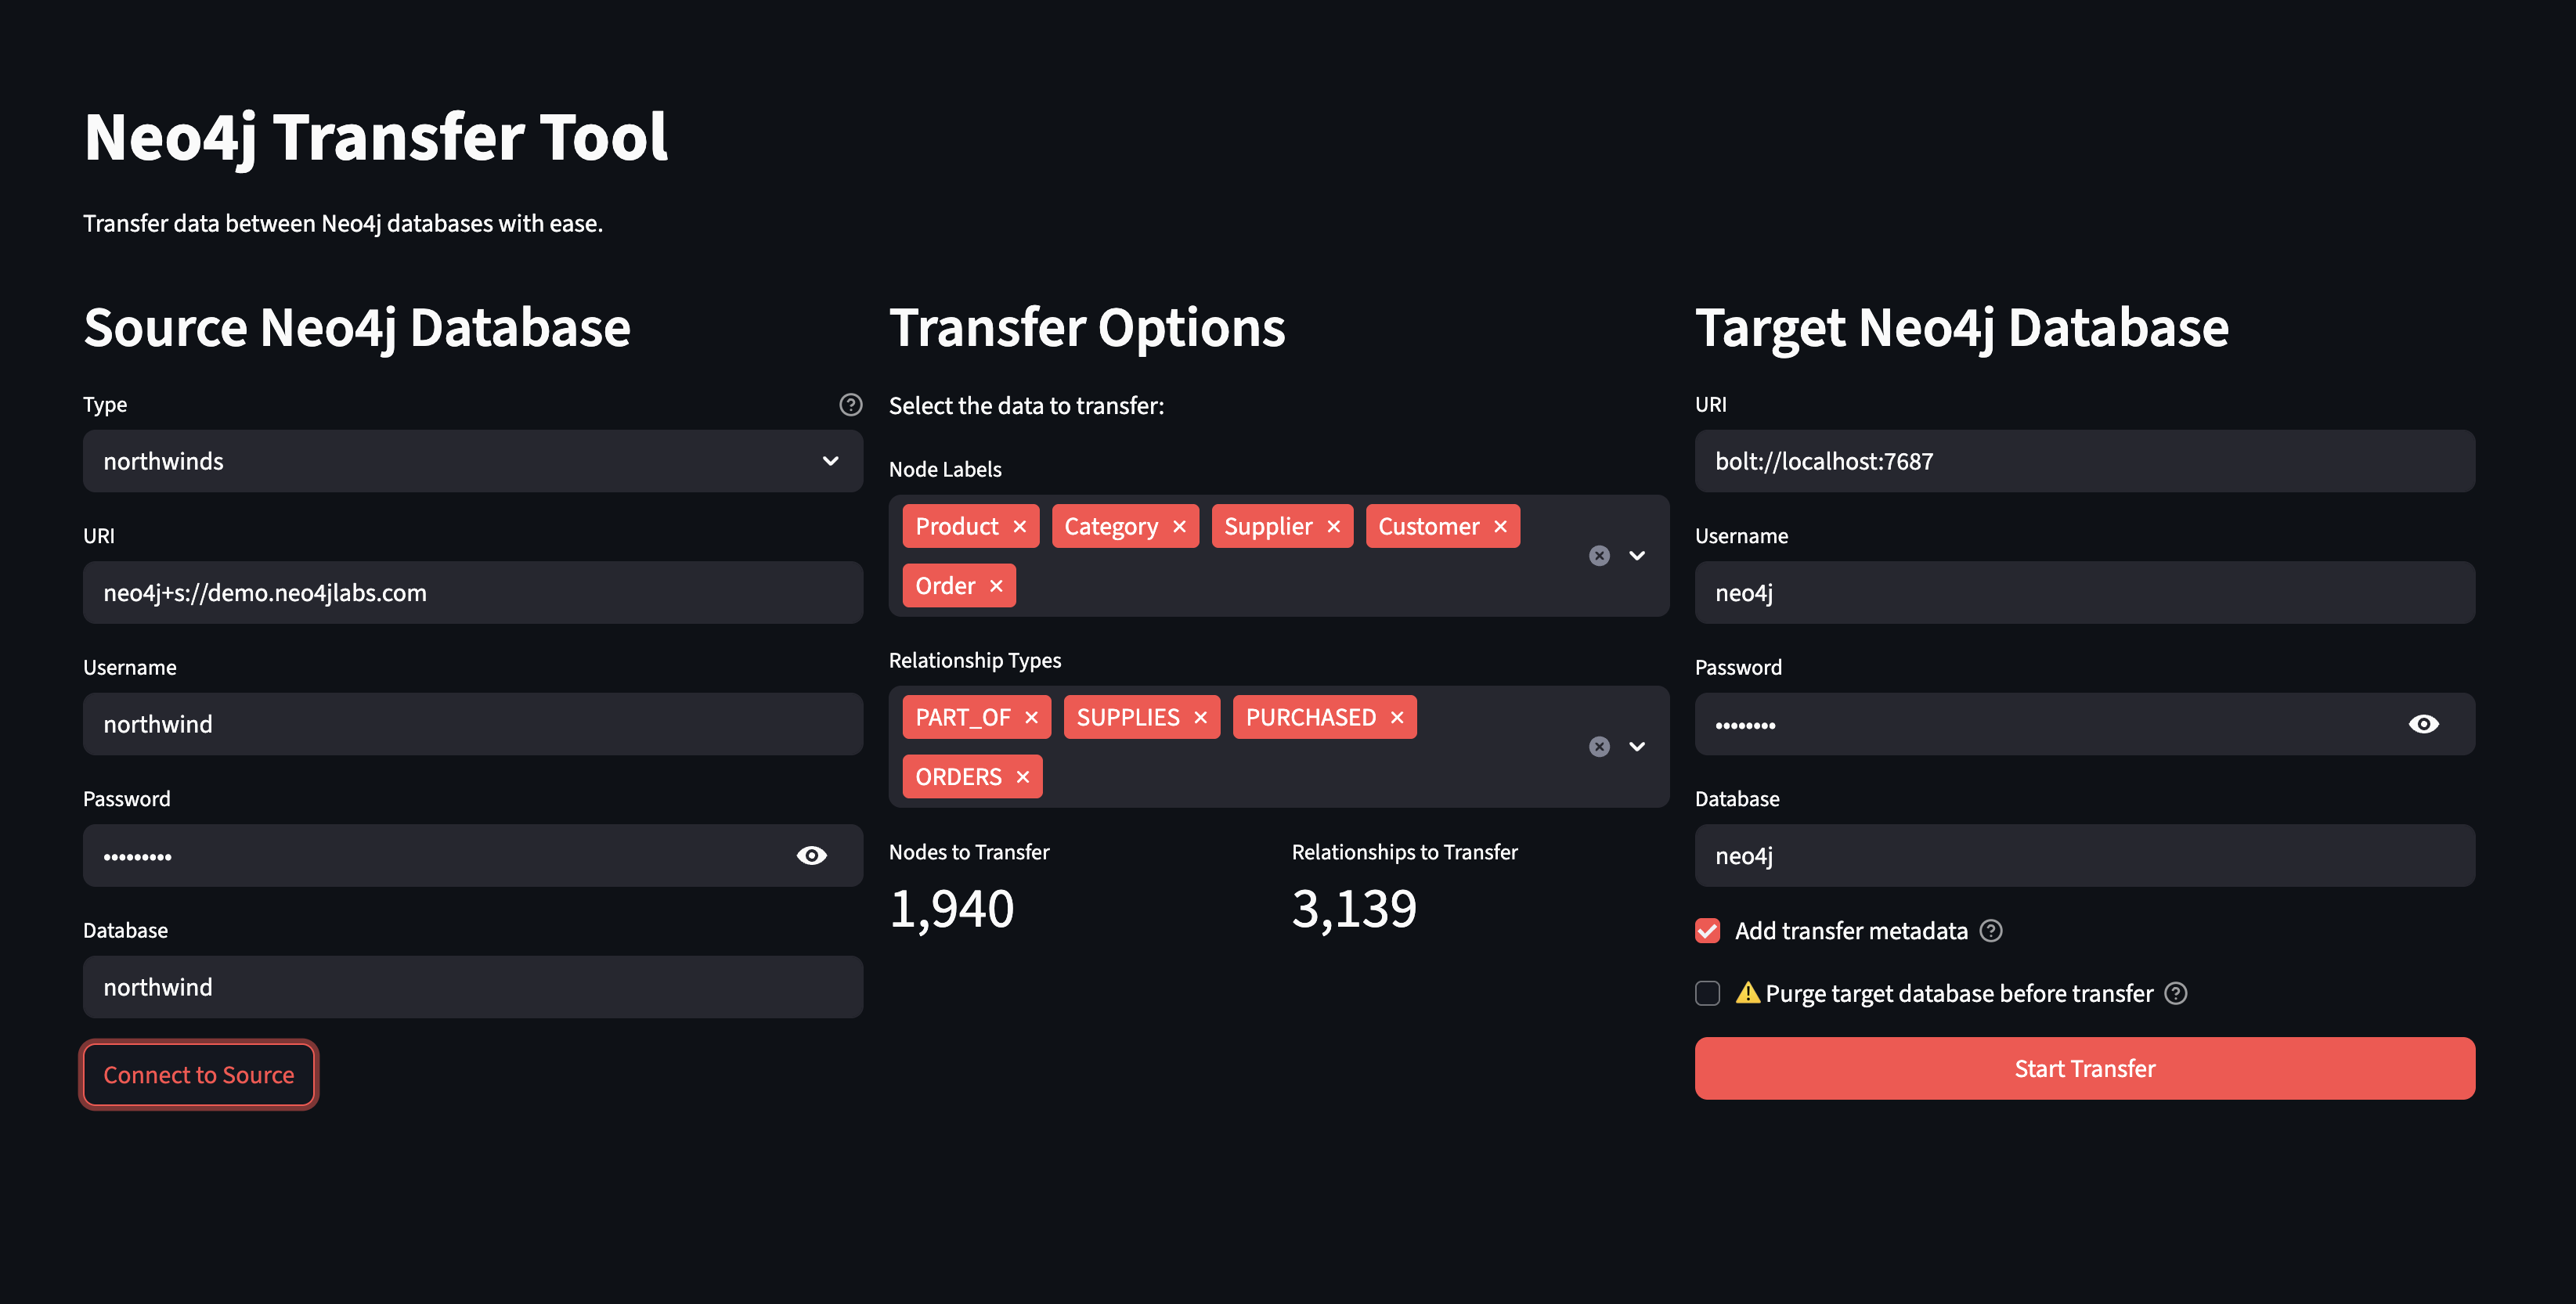 Neo4j Transfer Tool
Transfer data between Neo4j databases with ease.
Source Neo4j Database
Type
northwinds
URI
neo4j+s://demo.neo4jlabs.com
Username
northwind
Password
•••••••••
Database
northwind
Connect to Source
Transfer Options
Select the data to transfer:
Node Labels
Product Category Supplier Customer
Order
Relationship Types
PART_OF SUPPLIES PURCHASED
ORDERS
Nodes to Transfer
1,940
Relationships to Transfer
3,139
Target Neo4j Database
URI
bolt://localhost:7687
Username
neo4j
Password
••••••••
Database
neo4j
Add transfer metadata
Purge target database before transfer
Start Transfer